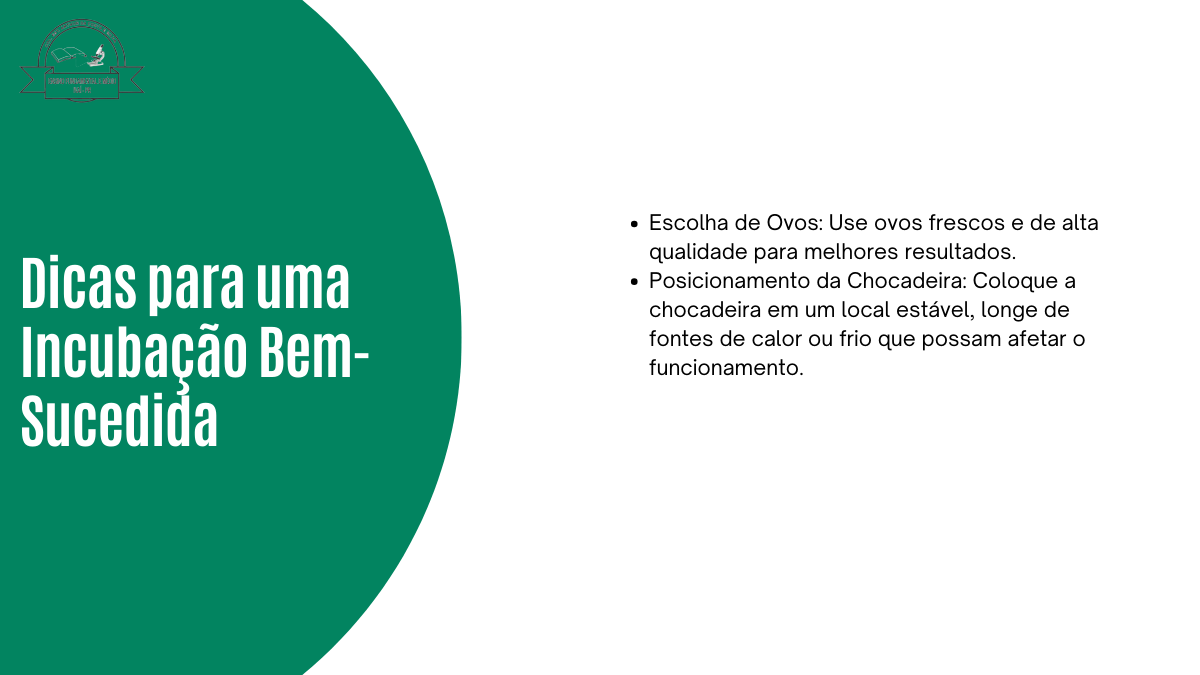 Dicas para uma
Incubação Bem-
Sucedida
• Escolha de Ovos: Use ovos frescos e de alta
qualidade para melhores resultados.
• Posicionamento da Chocadeira: Coloque a
chocadeira em um local estável, longe de
fontes de calor ou frio que possam afetar o
funcionamento.